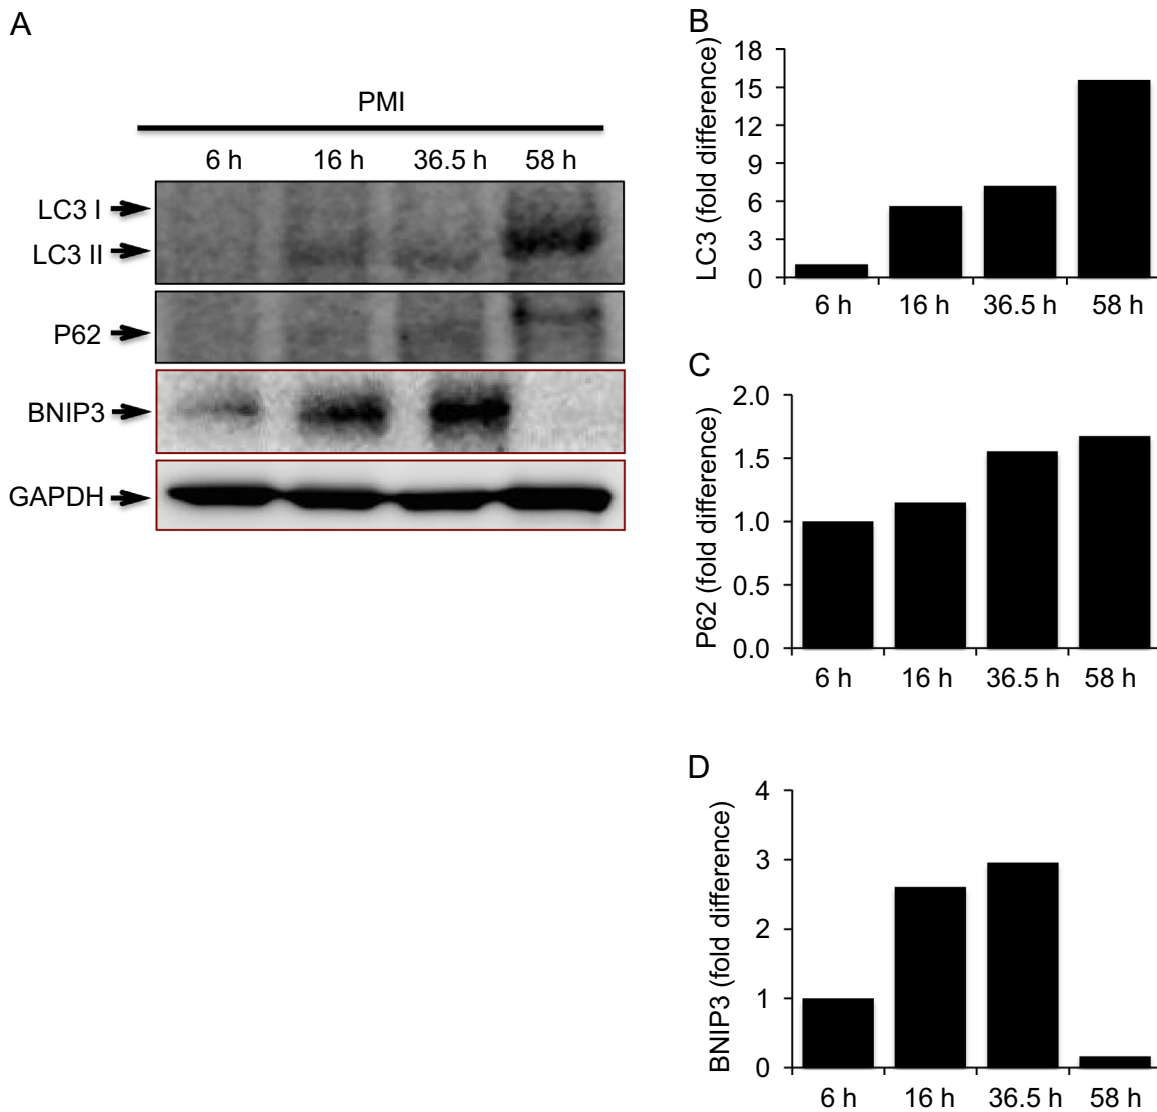 A
PMI
6 h 16 h 36.5 h 58 h
LC3 I
LC3 II
P62
BNIP3
GAPDH
B
LC3 (fold difference)
18
15
12
9
6
3
0
6 h 16 h 36.5 h 58 h
C
P62 (fold difference)
2.0
1.5
1.0
0.5
0.0
6 h 16 h 36.5 h 58 h
D
BNIP3 (fold difference)
4
3
2
1
0
6 h 16 h 36.5 h 58 h